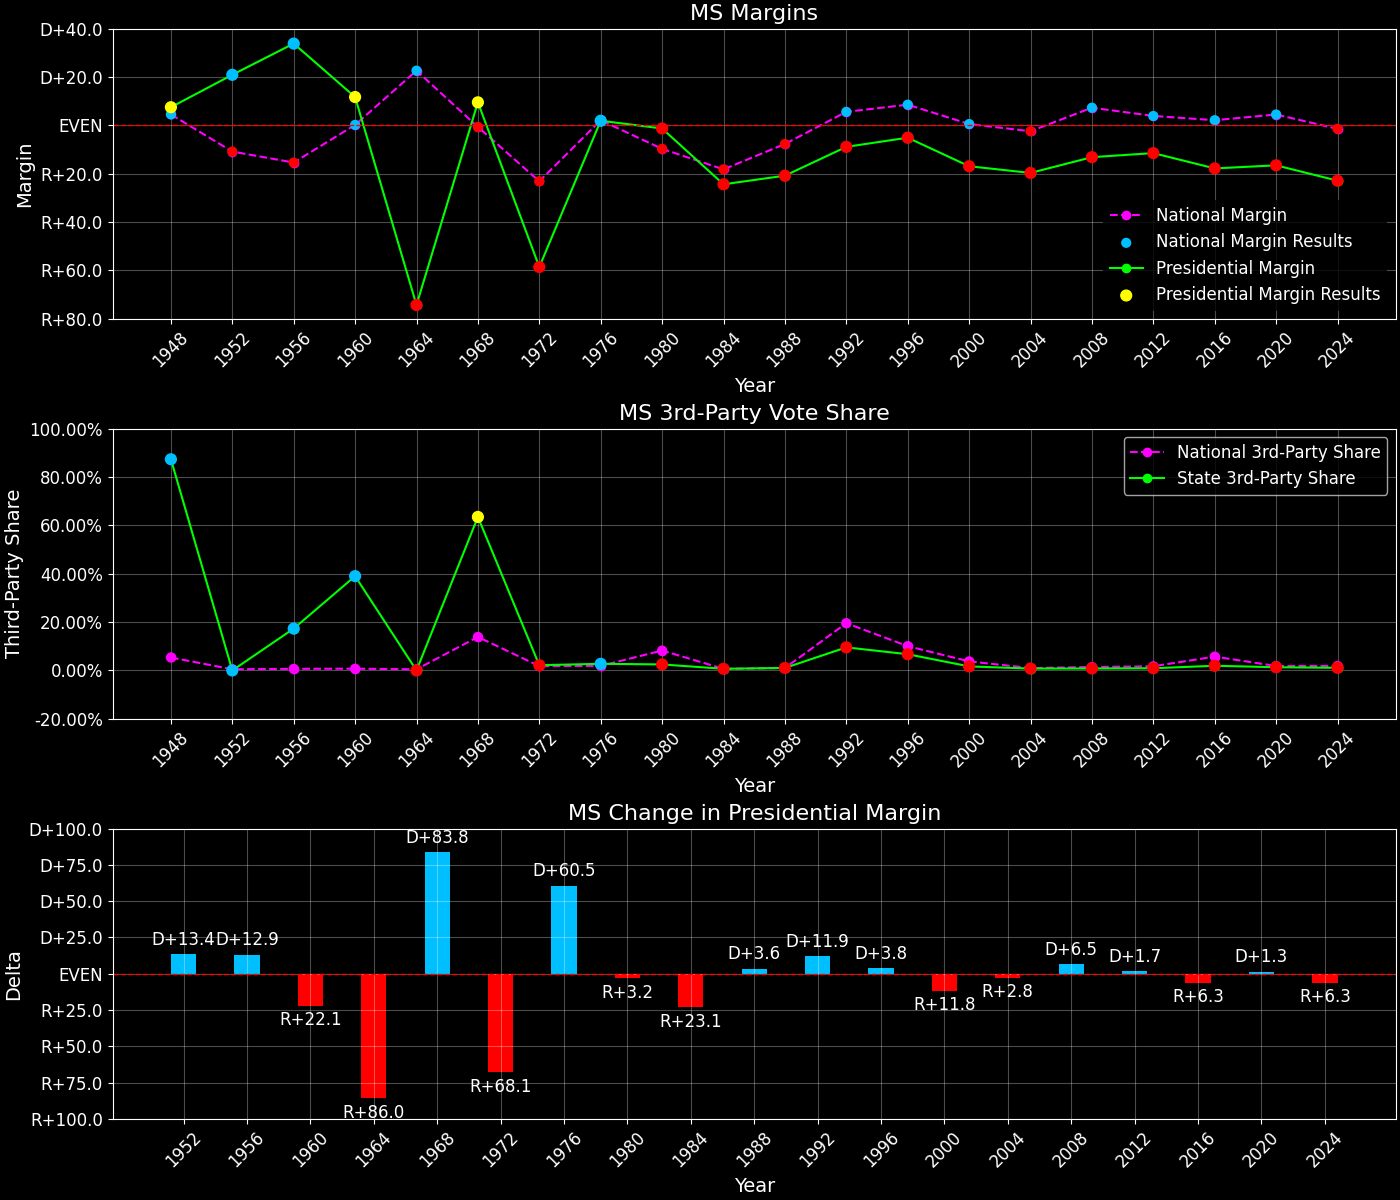 MS Margins
D+40.0
D+20.0
EVEN
R+20.0
R+40.0
R+60.0
R+80.0
Margin
National Margin
National Margin Results
Presidential Margin
Presidential Margin Results
1948 1952 1956 1960 1964 1968 1972 1976 1980 1984 1988 1992 1996 2000 2004 2008 2012 2016 2020 2024
Year
MS 3rd-Party Vote Share
100.00%
80.00%
60.00%
40.00%
20.00%
0.00%
-20.00%
Third-Party Share
National 3rd-Party Share
State 3rd-Party Share
1948 1952 1956 1960 1964 1968 1972 1976 1980 1984 1988 1992 1996 2000 2004 2008 2012 2016 2020 2024
Year
MS Change in Presidential Margin
D+100.0
D+75.0
D+50.0
D+25.0
EVEN
R+25.0
R+50.0
R+75.0
R+100.0
Delta
D+13.4 D+12.9 R+22.1 R+86.0 D+83.8 R+68.1 D+60.5 R+3.2 R+23.1 D+3.6 D+11.9 D+3.8 R+11.8 R+2.8 D+6.5 D+1.7 R+6.3 D+1.3 R+6.3
1952 1956 1960 1964 1968 1972 1976 1980 1984 1988 1992 1996 2000 2004 2008 2012 2016 2020 2024
Year